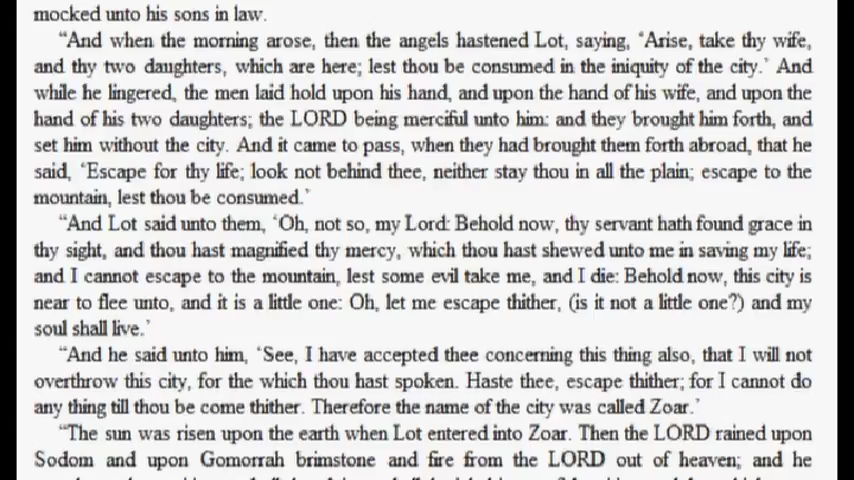 mocked unto his sons in law.
“And when the morning arose, then the angels hastened Lot, saying, ‘Arise, take thy wife,
and thy two daughters, which are here; lest thou be consumed in the iniquity of the city.’ And
while he lingered, the men laid hold upon his hand, and upon the hand of his wife, and upon the
hand of his two daughters; the LORD being merciful unto him: and they brought him forth, and
set him without the city. And it came to pass, when they had brought them forth abroad, that he
said, ‘Escape for thy life; look not behind thee, neither stay thou in all the plain; escape to the
mountain, lest thou be consumed.’
“And Lot said unto them, ‘Oh, not so, my Lord: Behold now, thy servant hath found grace in
thy sight, and thou hast magnified thy mercy, which thou hast shewed unto me in saving my life;
and I cannot escape to the mountain, lest some evil take me, and I die: Behold now, this city is
near to flee unto, and it is a little one: Oh, let me escape thither, (is it not a little one?) and my
soul shall live.’
“And he said unto him, ‘See, I have accepted thee concerning this thing also, that I will not
overthrow this city, for the which thou hast spoken. Haste thee, escape thither; for I cannot do
any thing till thou be come thither. Therefore the name of the city was called Zoar.’
“The sun was risen upon the earth when Lot entered into Zoar. Then the LORD rained upon
Sodom and upon Gomorrah brimstone and fire from the LORD out of heaven; and he